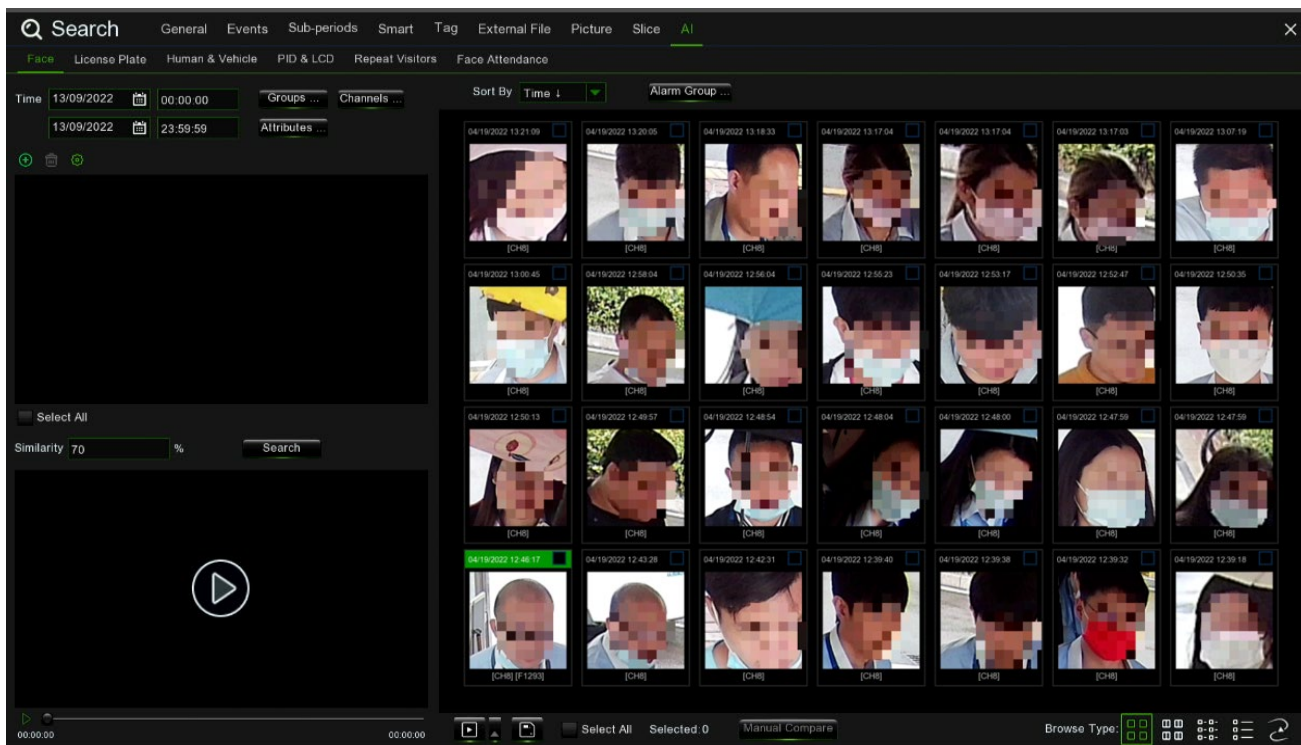 Search General Events Sub-periods Smart Tag External File Picture Slice AI
Face License Plate Human & Vehicle PID & LCD Repeat Visitors Face Attendance
Time 13/09/2022 00:00:00 Groups ... Channels ...
13/09/2022 23:59:59 Attributes ...
Select All
Similarity 70 % Search
00:00:00 00:00:00
Sort By Time ↓ Alarm Group ...
04/19/2022 13:21:09 04/19/2022 13:20:05 04/19/2022 13:18:33 04/19/2022 13:17:04 04/19/2022 13:17:04 04/19/2022 13:17:03 04/19/2022 13:07:19
[CH8] [CH8] [CH8] [CH8] [CH8] [CH8] [CH8]
04/19/2022 13:00:45 04/19/2022 12:58:04 04/19/2022 12:56:04 04/19/2022 12:55:23 04/19/2022 12:53:17 04/19/2022 12:52:47 04/19/2022 12:50:35
[CH8] [CH8] [CH8] [CH8] [CH8] [CH8] [CH8]
04/19/2022 12:50:13 04/19/2022 12:49:57 04/19/2022 12:48:54 04/19/2022 12:48:04 04/19/2022 12:48:00 04/19/2022 12:47:59 04/19/2022 12:47:59
[CH8] [CH8] [CH8] [CH8] [CH8] [CH8] [CH8]
04/19/2022 12:46:17 04/19/2022 12:43:28 04/19/2022 12:42:31 04/19/2022 12:39:40 04/19/2022 12:39:38 04/19/2022 12:39:32 04/19/2022 12:39:18
[CH8] [F1293] [CH8] [CH8] [CH8] [CH8] [CH8] [CH8]
Select All Selected:0 Manual Compare Browse Type: